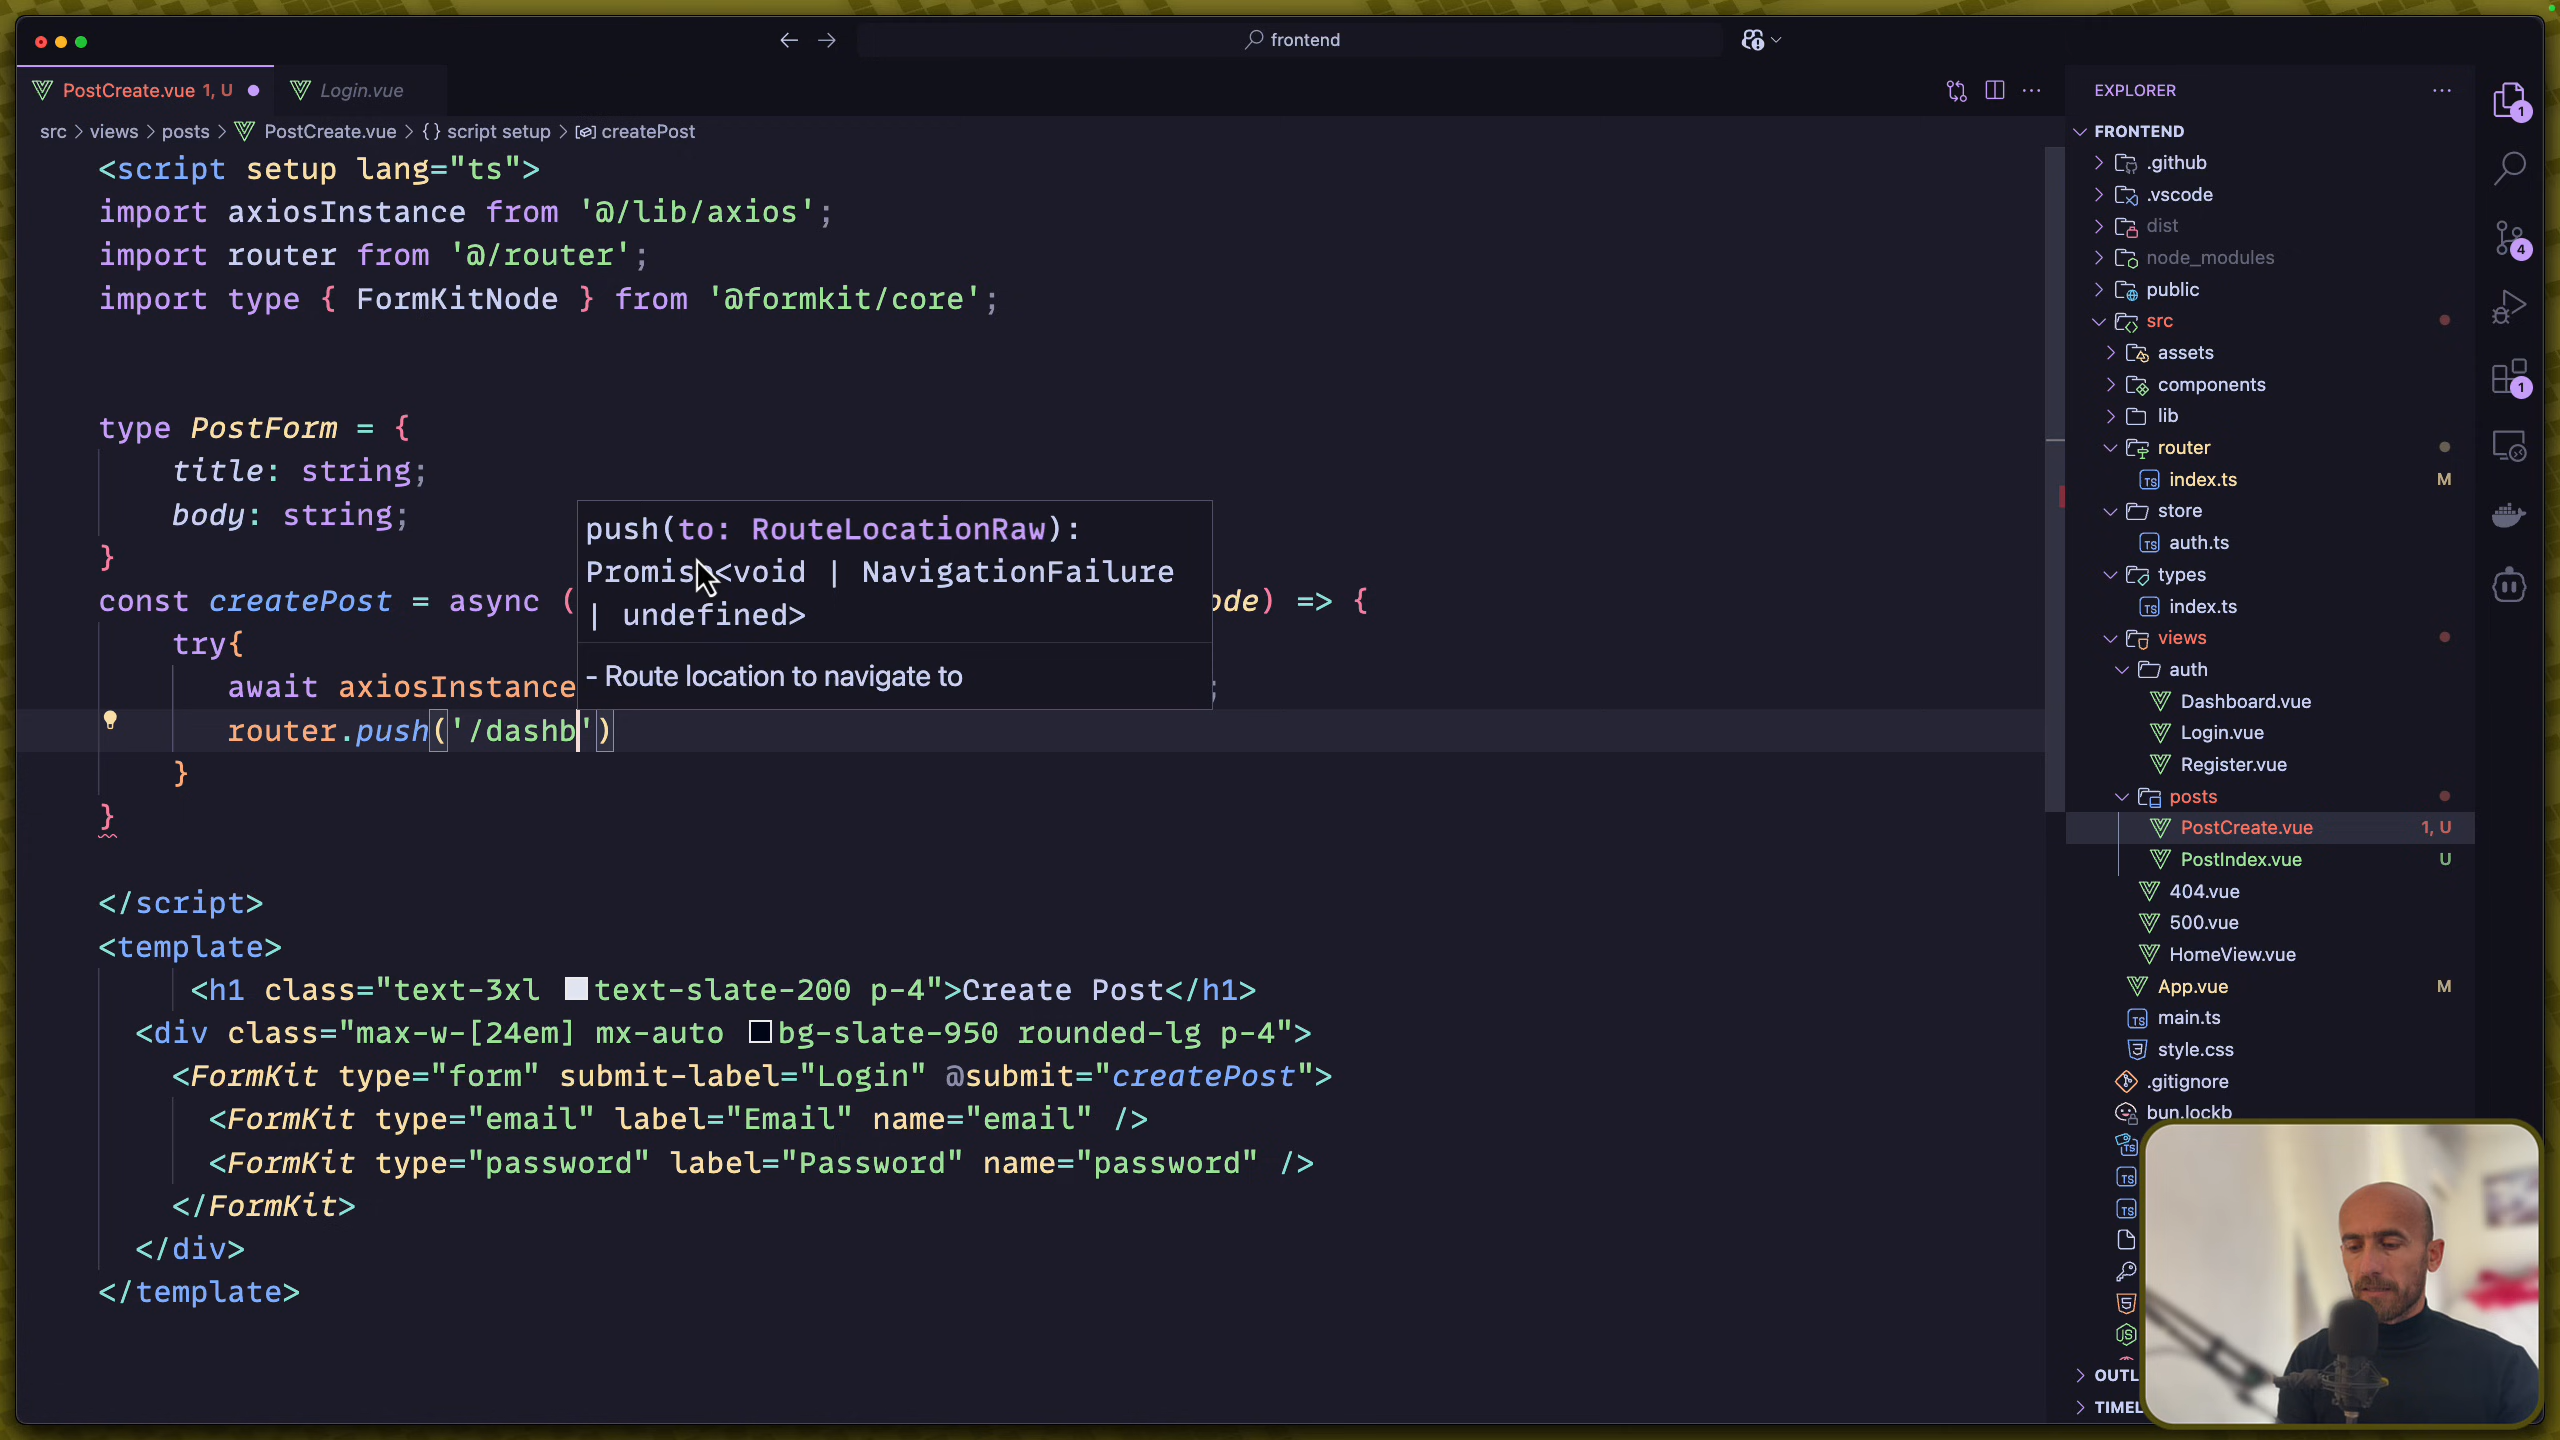 frontend
PostCreate.vue 1, U
Login.vue
src > views > posts > PostCreate.vue > {} script setup > createPost
<script setup lang="ts">
import axiosInstance from '@/lib/axios';
import router from '@/router';
import type { FormKitNode } from '@formkit/core';
type PostForm = {
title: string;
body: string;
}
push(to: RouteLocationRaw):
Promise<void | NavigationFailure
| undefined>
- Route location to navigate to
const createPost = async (
ode) => {
try{
await axiosInstance
;
router.push('/dashb')
}
}
</script>
<template>
<h1 class="text-3xl text-slate-200 p-4">Create Post</h1>
<div class="max-w-[24em] mx-auto bg-slate-950 rounded-lg p-4">
<FormKit type="form" submit-label="Login" @submit="createPost">
<FormKit type="email" label="Email" name="email" />
<FormKit type="password" label="Password" name="password" />
</FormKit>
</div>
</template>
EXPLORER
FRONTEND
.github
.vscode
dist
node_modules
public
src
assets
components
lib
router
index.ts M
store
auth.ts
types
index.ts
views
auth
Dashboard.vue
Login.vue
Register.vue
posts
PostCreate.vue 1, U
PostIndex.vue U
404.vue
500.vue
HomeView.vue
App.vue M
main.ts
style.css
.gitignore
bun.lockb
OUTL
TIMEL
1
4
1